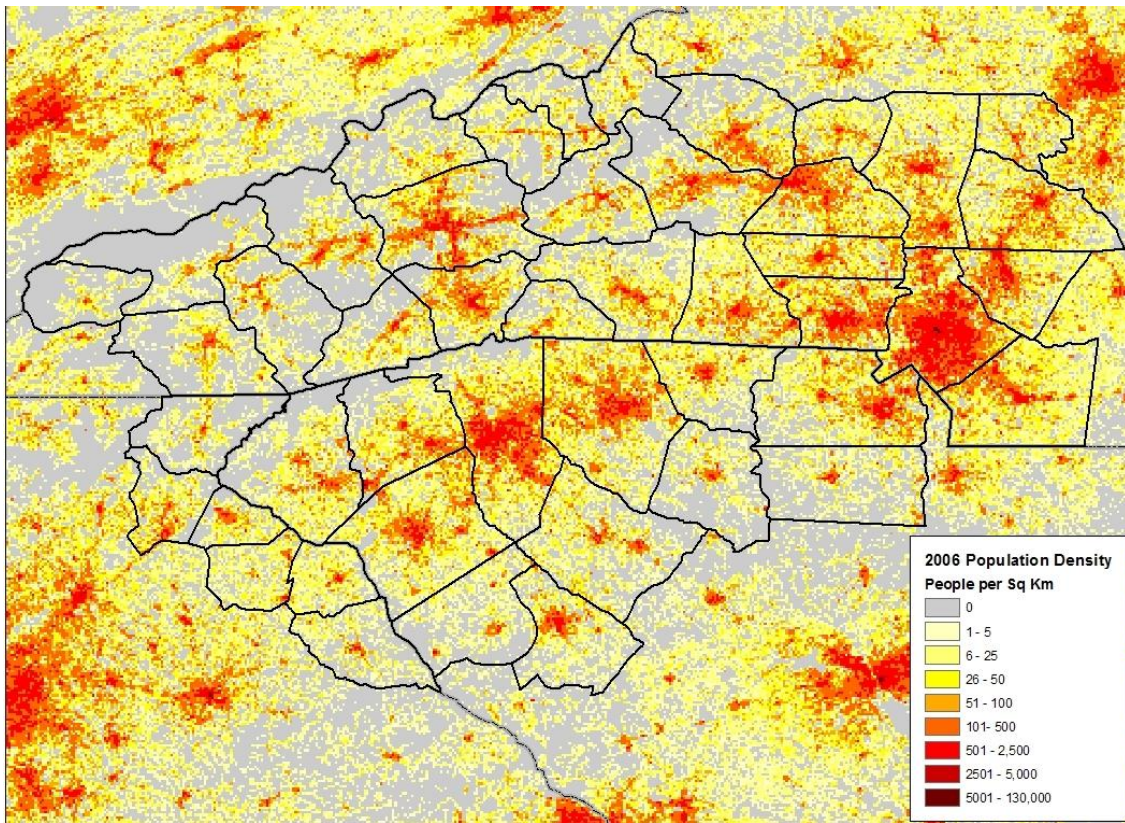 2006 Population Density
People per Sq Km
0
1 - 5
6 - 25
26 - 50
51 - 100
101- 500
501 - 2,500
2501 - 5,000
5001 - 130,000